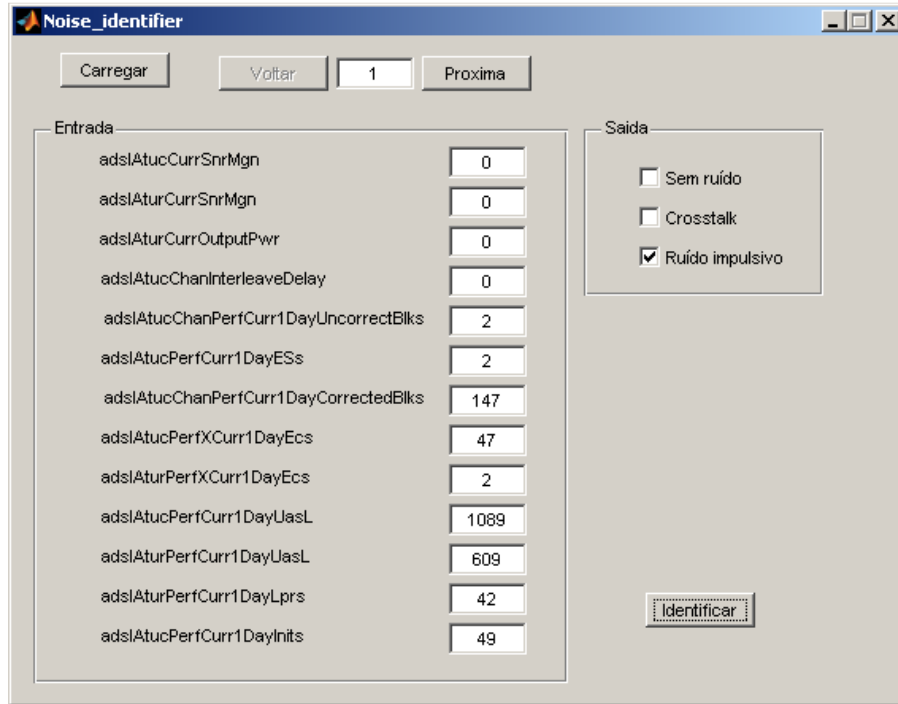 Noise_identifier
Carregar Voltar 1 Proxima
Entrada
adslAtucCurrSnrMgn 0
adslAturCurrSnrMgn 0
adslAturCurrOutputPwr 0
adslAtucChanInterleaveDelay 0
adslAtucChanPerfCurr1DayUncorrectBlks 2
adslAtucPerfCurr1DayESs 2
adslAtucChanPerfCurr1DayCorrectedBlks 147
adslAtucPerfXCurr1DayEcs 47
adslAturPerfXCurr1DayEcs 2
adslAtucPerfCurr1DayUasL 1089
adslAturPerfCurr1DayUasL 609
adslAturPerfCurr1DayLprs 42
adslAtucPerfCurr1DayInits 49
Saida
Sem ruído
Crosstalk
Ruído impulsivo
Identificar